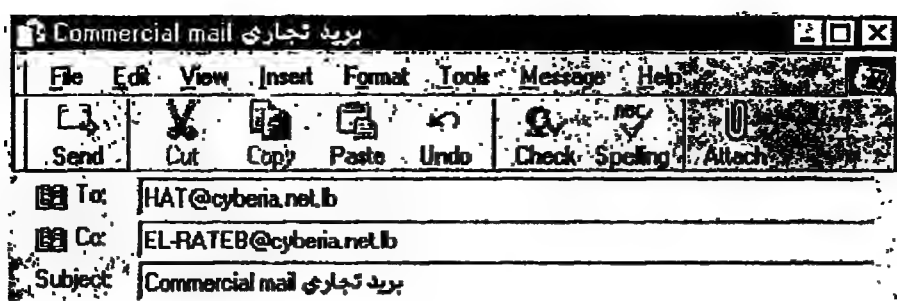 Commercial mail بريد تجاري
File Edit View Insert Format Tools Message Help
Send Cut Copy Paste Undo Check Spelling Attach
To: HAT@cyberia.net.lb
Cc: EL-RATEB@cyberia.net.lb
Subject: Commercial mail بريد تجاري